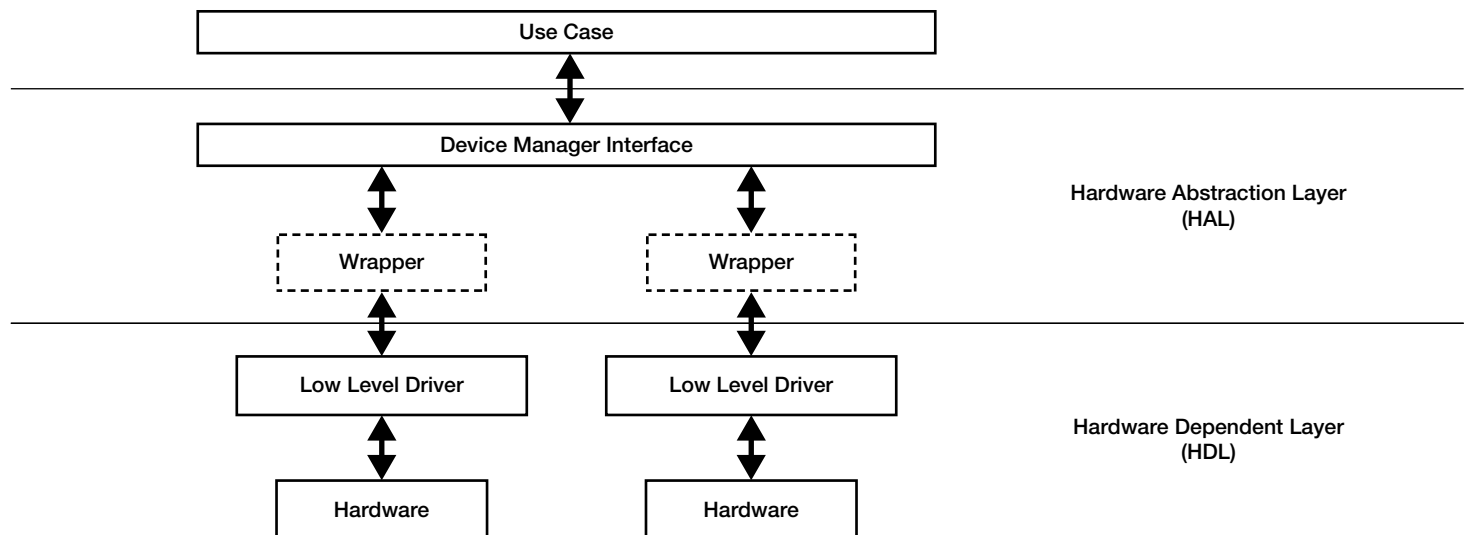 Use Case
Device Manager Interface
Hardware Abstraction Layer
(HAL)
Wrapper
Wrapper
Low Level Driver
Low Level Driver
Hardware Dependent Layer
(HDL)
Hardware
Hardware